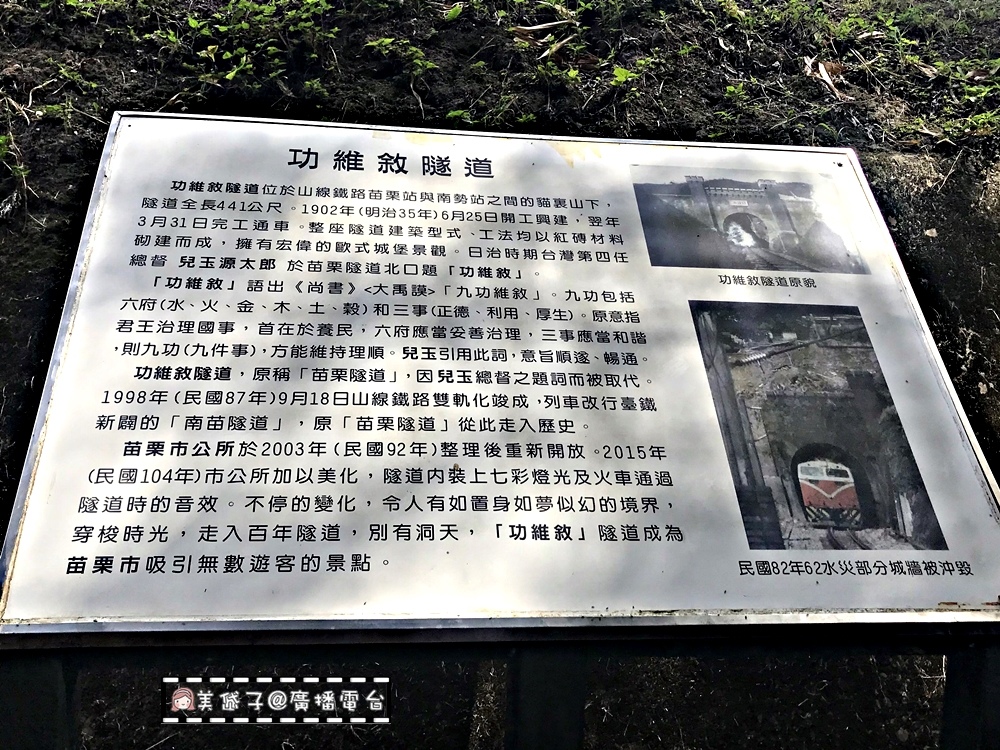 功維敘隧道
功維敘隧道位於山線鐵路苗栗站與南勢站之間的貓裏山下，
隧道全長441公尺。1902年(明治35年)6月25日開工興建，翌年
3月31日完工通車。整座隧道建築型式、工法均以紅磚材料
砌建而成，擁有宏偉的歐式城堡景觀。日治時期台灣第四任
總督 兒玉源太郎 於苗栗隧道北口題「功維敘」。
「功維敘」語出《尚書》<大禹謨>「九功維敘」。九功包括
六府(水、火、金、木、土、穀)和三事(正德、利用、厚生)。原意指
君王治理國事，首在於養民，六府應當妥善治理，三事應當和諧
，則九功(九件事)，方能維持理順。兒玉引用此詞，意旨順遂、暢通。
功維敘隧道，原稱「苗栗隧道」，因兒玉總督之題詞而被取代。
1998年(民國87年)9月18日山線鐵路雙軌化竣成，列車改行臺鐵
新闢的「南苗隧道」，原「苗栗隧道」從此走入歷史。
苗栗市公所於2003年(民國92年)整理後重新開放。2015年
(民國104年)市公所加以美化，隧道內裝上七彩燈光及火車通過
隧道時的音效。不停的變化，令人有如置身如夢似幻的境界，
穿梭時光，走入百年隧道，別有洞天，「功維敘」隧道成為
苗栗市吸引無數遊客的景點。
功維敘隧道原貌
民國82年62水災部分城牆被沖毀
美袋子@廣播電台